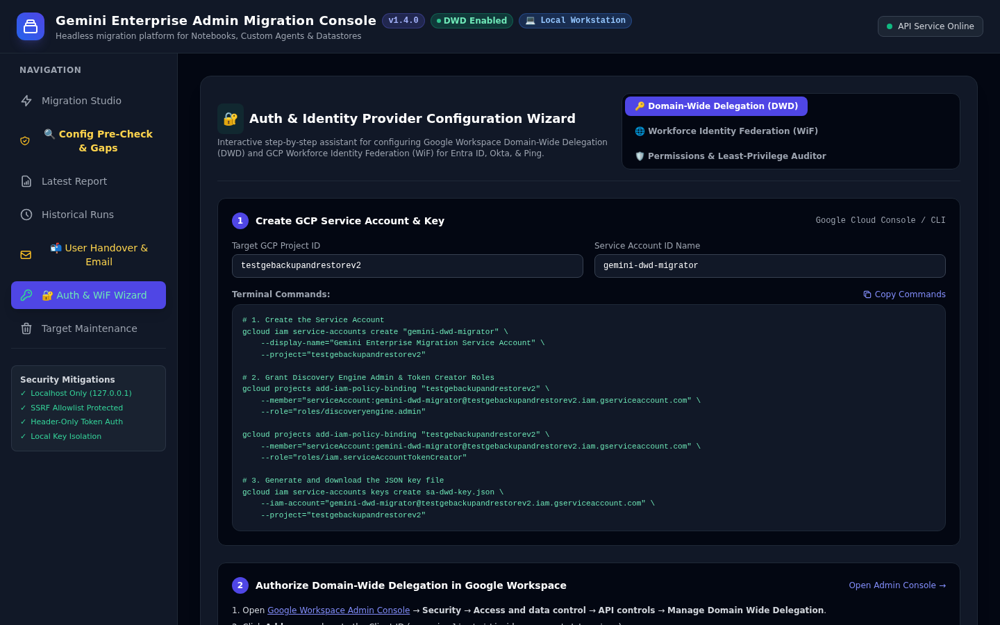 Gemini Enterprise Admin Migration Console v1.4.0 DWD Enabled 💻 Local Workstation
Headless migration platform for Notebooks, Custom Agents & Datastores
API Service Online
NAVIGATION
Migration Studio
🔍 Config Pre-Check
& Gaps
Latest Report
Historical Runs
📬 User Handover &
Email
🔐 Auth & WiF Wizard
Target Maintenance
Security Mitigations
✓ Localhost Only (127.0.0.1)
✓ SSRF Allowlist Protected
✓ Header-Only Token Auth
✓ Local Key Isolation
🔐 Auth & Identity Provider Configuration Wizard
Interactive step-by-step assistant for configuring Google Workspace Domain-Wide Delegation
(DWD) and GCP Workforce Identity Federation (WiF) for Entra ID, Okta, & Ping.
🔑 Domain-Wide Delegation (DWD)
🌐 Workforce Identity Federation (WiF)
🛡️ Permissions & Least-Privilege Auditor
1 Create GCP Service Account & Key
Google Cloud Console / CLI
Target GCP Project ID
testgebackupandrestorev2
Service Account ID Name
gemini-dwd-migrator
Terminal Commands:
Copy Commands
# 1. Create the Service Account
gcloud iam service-accounts create "gemini-dwd-migrator" \
    --display-name="Gemini Enterprise Migration Service Account" \
    --project="testgebackupandrestorev2"
# 2. Grant Discovery Engine Admin & Token Creator Roles
gcloud projects add-iam-policy-binding "testgebackupandrestorev2" \
    --member="serviceAccount:gemini-dwd-migrator@testgebackupandrestorev2.iam.gserviceaccount.com" \
    --role="roles/discoveryengine.admin"
gcloud projects add-iam-policy-binding "testgebackupandrestorev2" \
    --member="serviceAccount:gemini-dwd-migrator@testgebackupandrestorev2.iam.gserviceaccount.com" \
    --role="roles/iam.serviceAccountTokenCreator"
# 3. Generate and download the JSON key file
gcloud iam service-accounts keys create sa-dwd-key.json \
    --iam-account="gemini-dwd-migrator@testgebackupandrestorev2.iam.gserviceaccount.com" \
    --project="testgebackupandrestorev2"
2 Authorize Domain-Wide Delegation in Google Workspace
Open Admin Console →
1. Open Google Workspace Admin Console → Security → Access and data control → API controls → Manage Domain Wide Delegation.